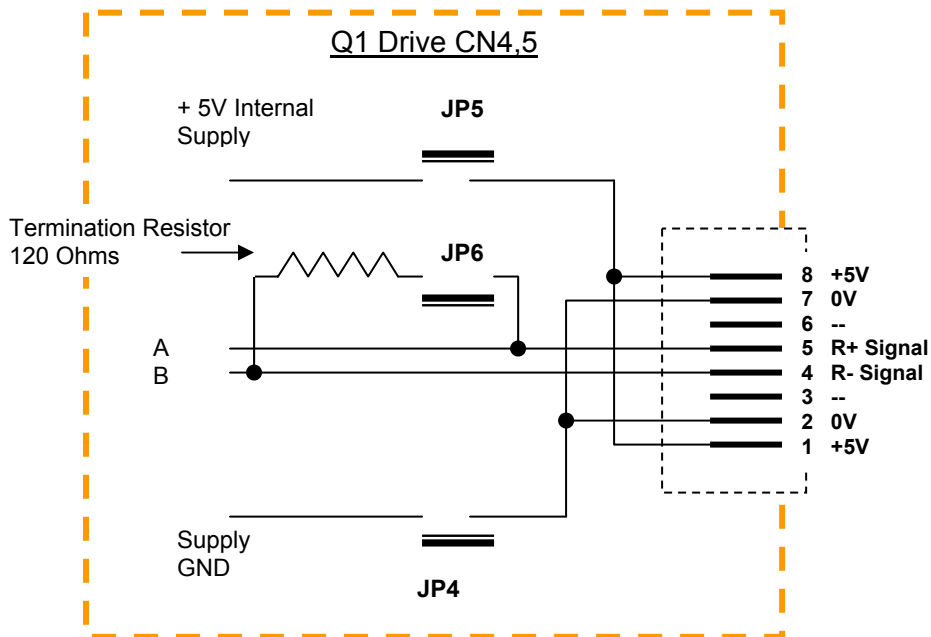 Q1 Drive CN4,5
+ 5V Internal
Supply
JP5
Termination Resistor
120 Ohms
JP6
A
B
8 +5V
7 0V
6 --
5 R+ Signal
4 R- Signal
3 --
2 0V
1 +5V
Supply
GND
JP4